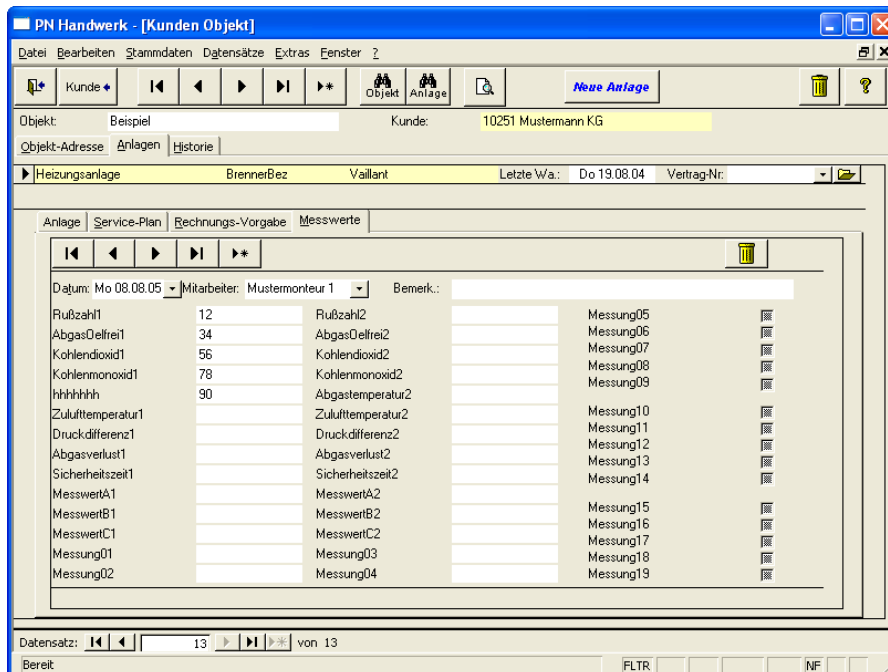 PN Handwerk - [Kunden Objekt]
Datei Bearbeiten Stammdaten Datensätze Extras Fenster ?
Kunde Objekt Anlage Neue Anlage ?
Objekt: Beispiel Kunde: 10251 Mustermann KG
Objekt-Adresse Anlagen Historie
Heizungsanlage BrennerBez Vaillant Letzte Wa.: Do 19.08.04 Vertrag-Nr:
Anlage Service-Plan Rechnungs-Vorgabe Messwerte
Datum: Mo 08.08.05 Mitarbeiter: Mustermonteur 1 Bemerk.:
Rußzahl1 12 Rußzahl2 Messung05
AbgasOelfrei1 34 AbgasOelfrei2 Messung06
Kohlendioxid1 56 Kohlendioxid2 Messung07
Kohlenmonoxid1 78 Kohlenmonoxid2 Messung08
hhhhhhh 90 Abgastemperatur2 Messung09
Zulufttemperatur1 Zulufttemperatur2 Messung10
Druckdifferenz1 Druckdifferenz2 Messung11
Abgasverlust1 Abgasverlust2 Messung12
Sicherheitszeit1 Sicherheitszeit2 Messung13
Messung14
MesswertA1 MesswertA2
MesswertB1 MesswertB2 Messung15
MesswertC1 MesswertC2 Messung16
Messung17
Messung01 Messung03 Messung18
Messung02 Messung04 Messung19
Datensatz: 13 von 13
Bereit FLTR NF